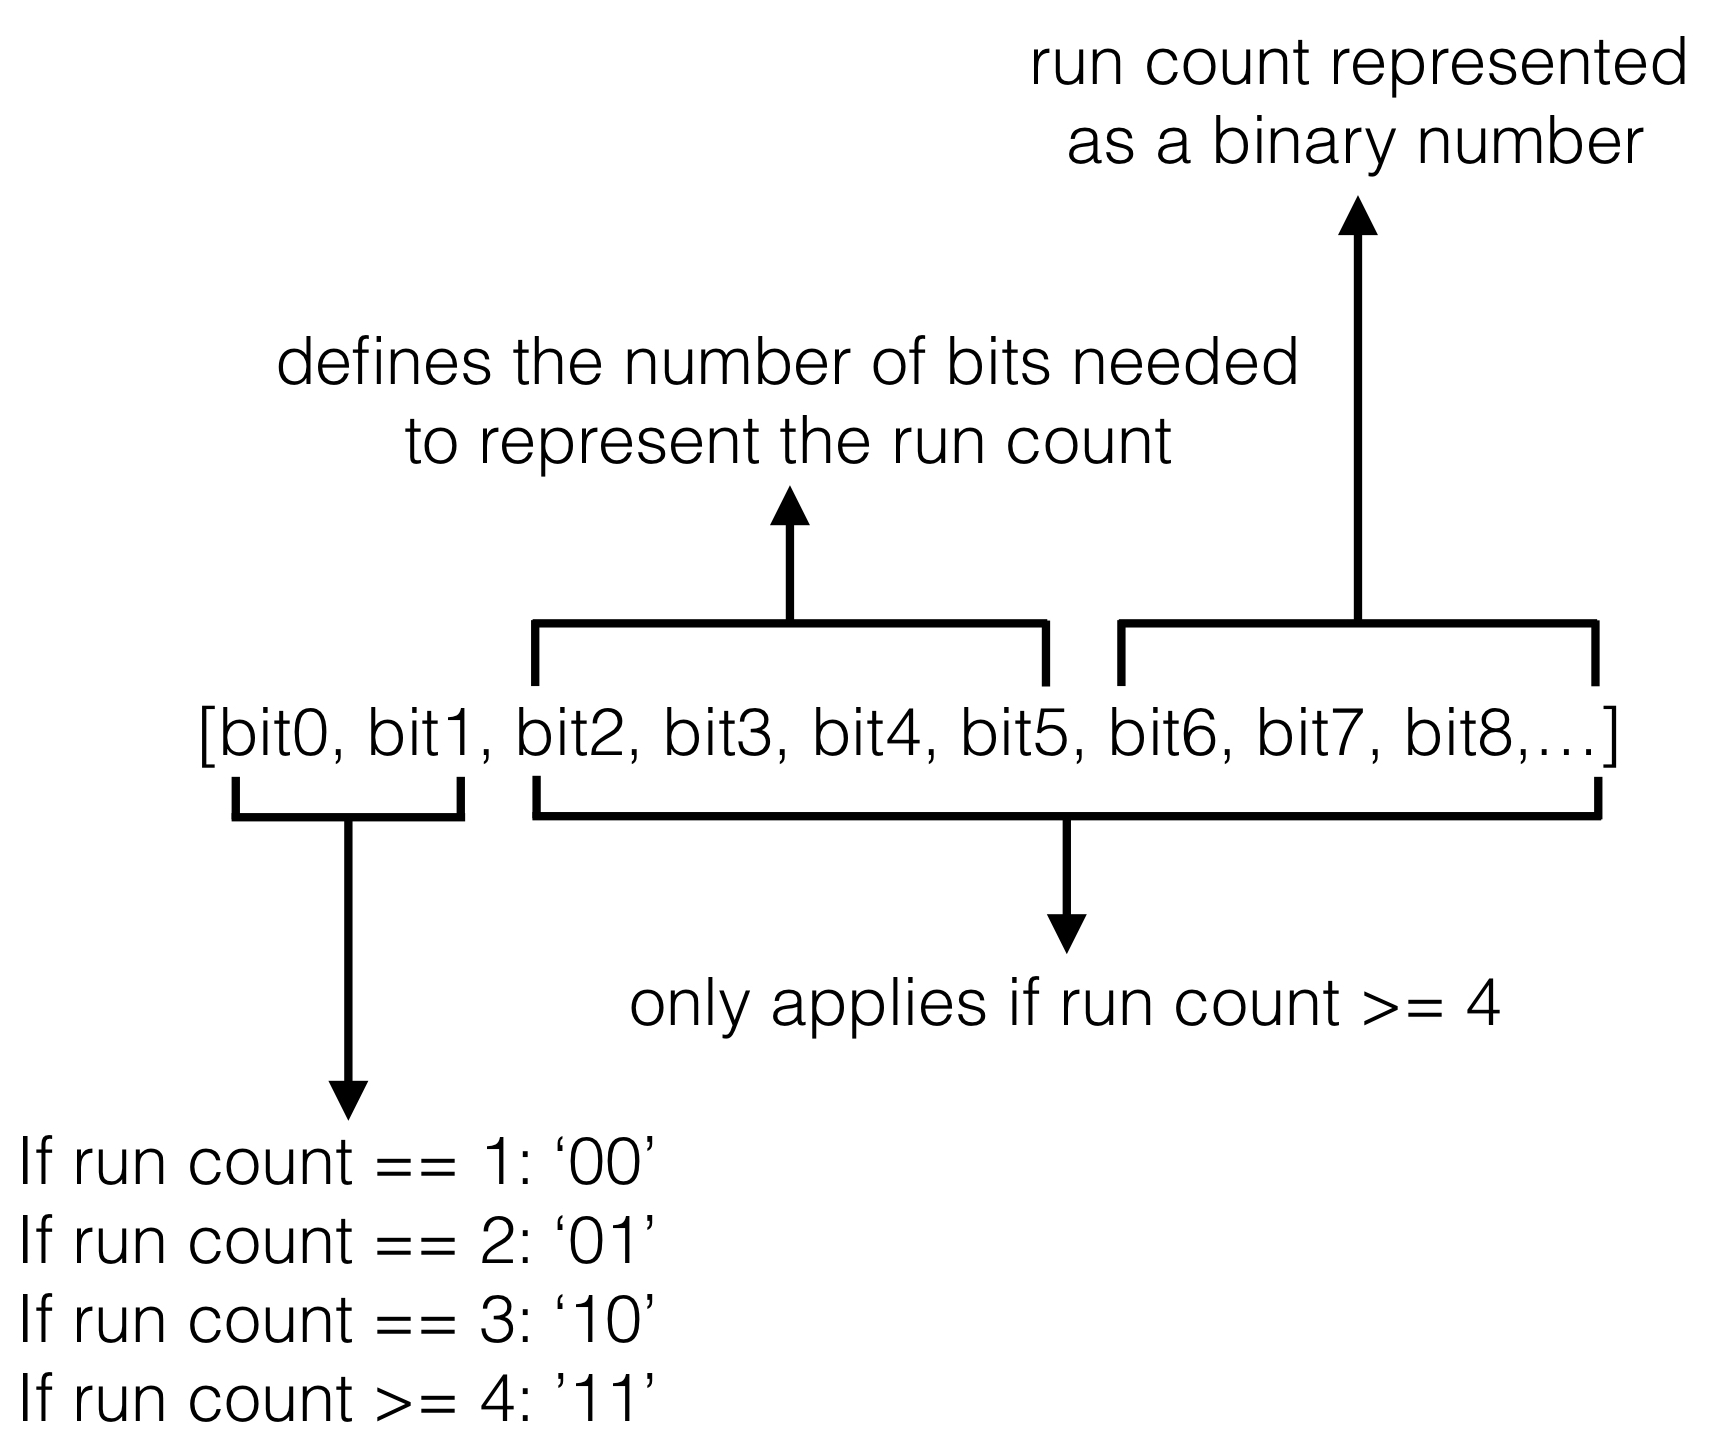 run count represented
as a binary number
defines the number of bits needed
to represent the run count
[bit0, bit1, bit2, bit3, bit4, bit5, bit6, bit7, bit8,…]
only applies if run count >= 4
If run count == 1: ‘00’
If run count == 2: ‘01’
If run count == 3: ‘10’
If run count >= 4: ’11’